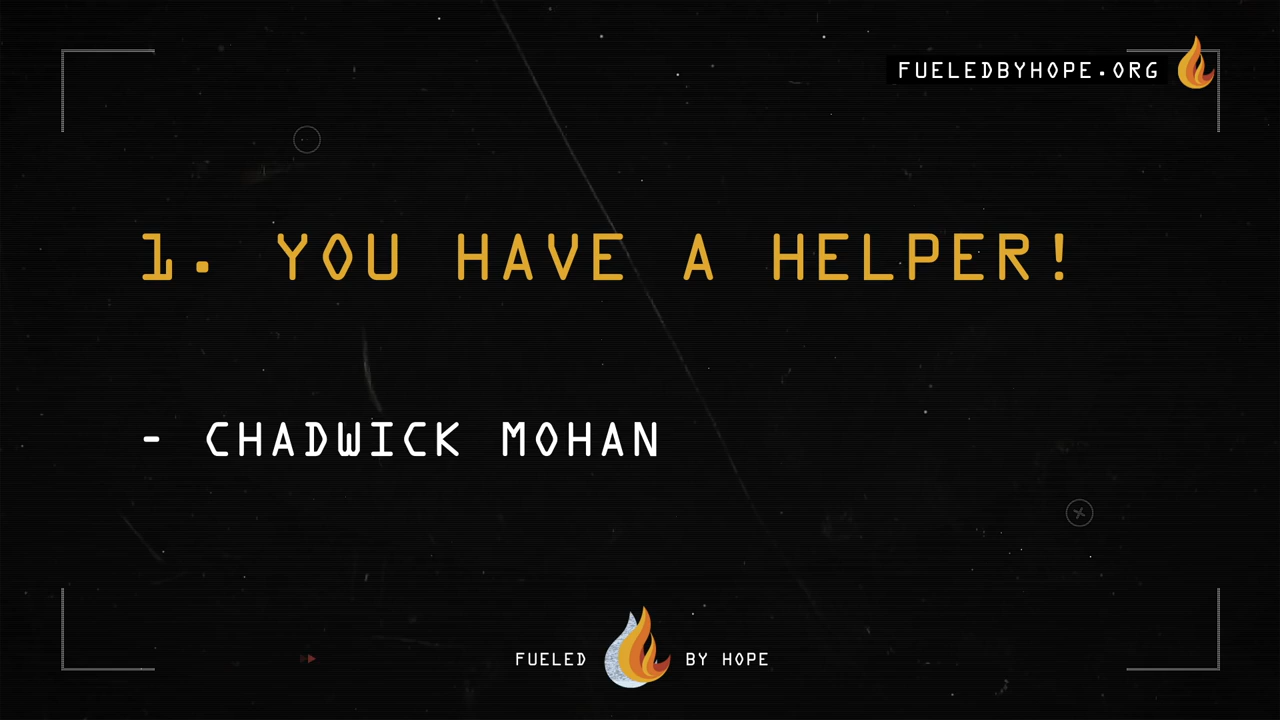 FUELEDBYHOPE.ORG
1. YOU HAVE A HELPER!
- CHADWICK MOHAN
FUELED BY HOPE